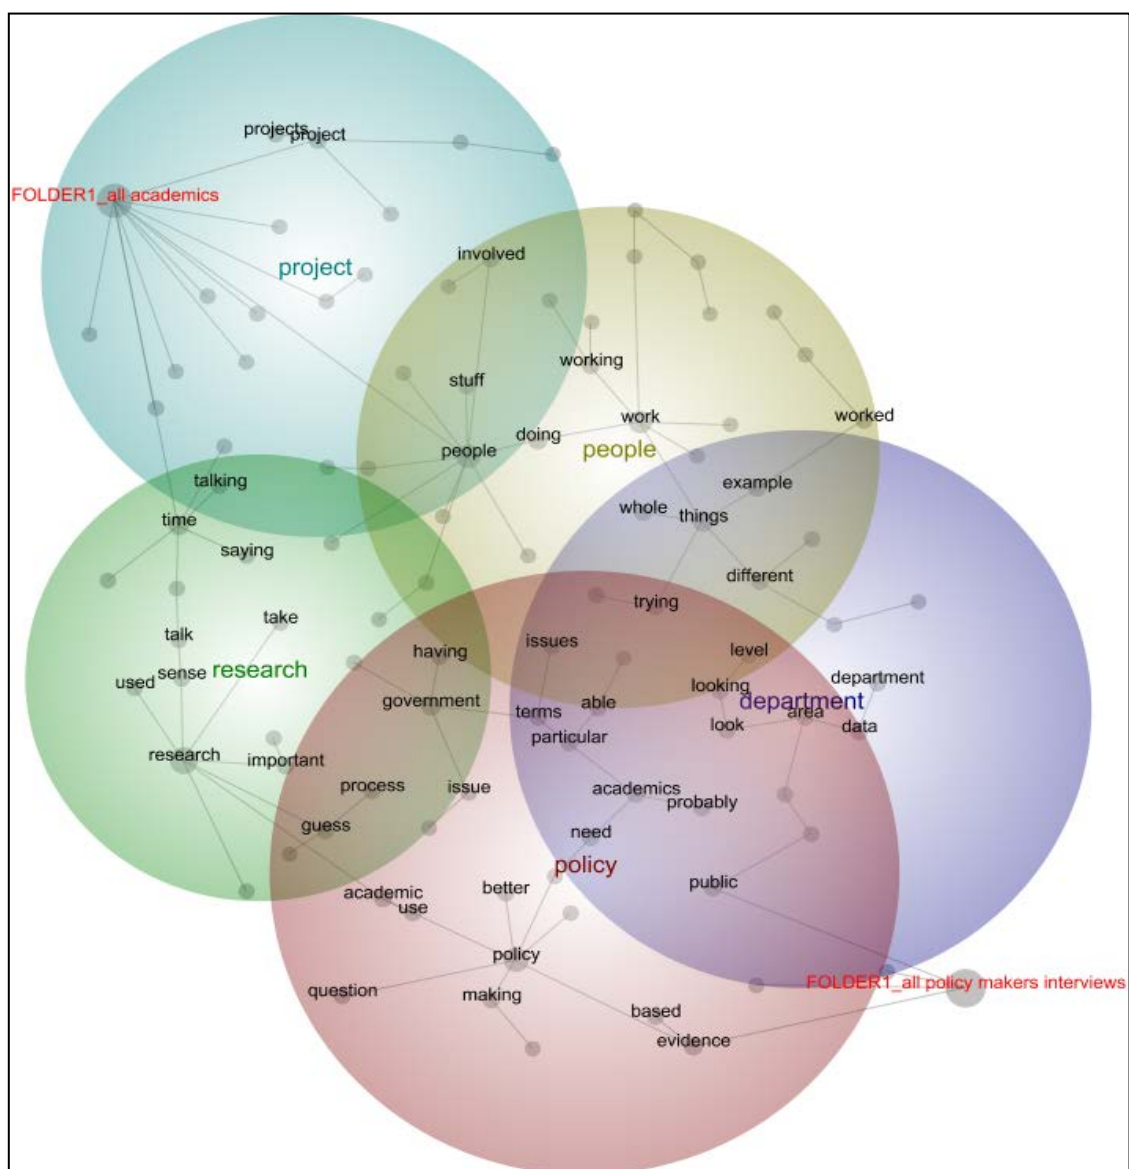 projects
project
FOLDER1_all academics
involved
project
working
stuff
work
worked
doing
people
people
talking
example
time
whole
things
saying
different
trying
take
talk
issues
having
level
research
sense
used
looking
department
department
government
terms
able
area
look
data
particular
research
important
process
issue
academics
probably
guess
need
policy
better
public
academic
use
policy
FOLDER1_all policy makers interviews
question
making
based
evidence